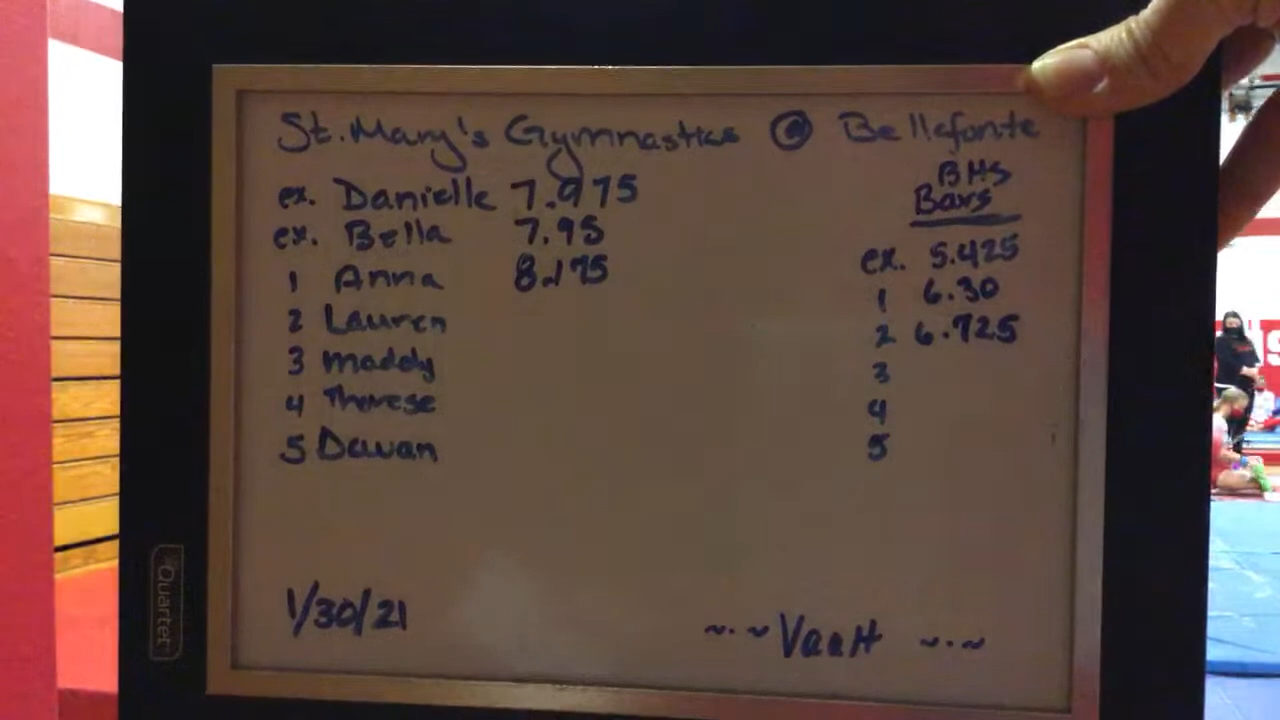 St. Mary's Gymnastics @ Bellefonte
ex. Danielle 7.975
ex. Bella 7.95
1 Anna 8.175
2 Lauren
3 Maddy
4 Therese
5 Davan
BHS
Bars
ex. 5.425
1 6.30
2 6.725
3
4
5
1/30/21
~·~ Vault ~·~
Quartet